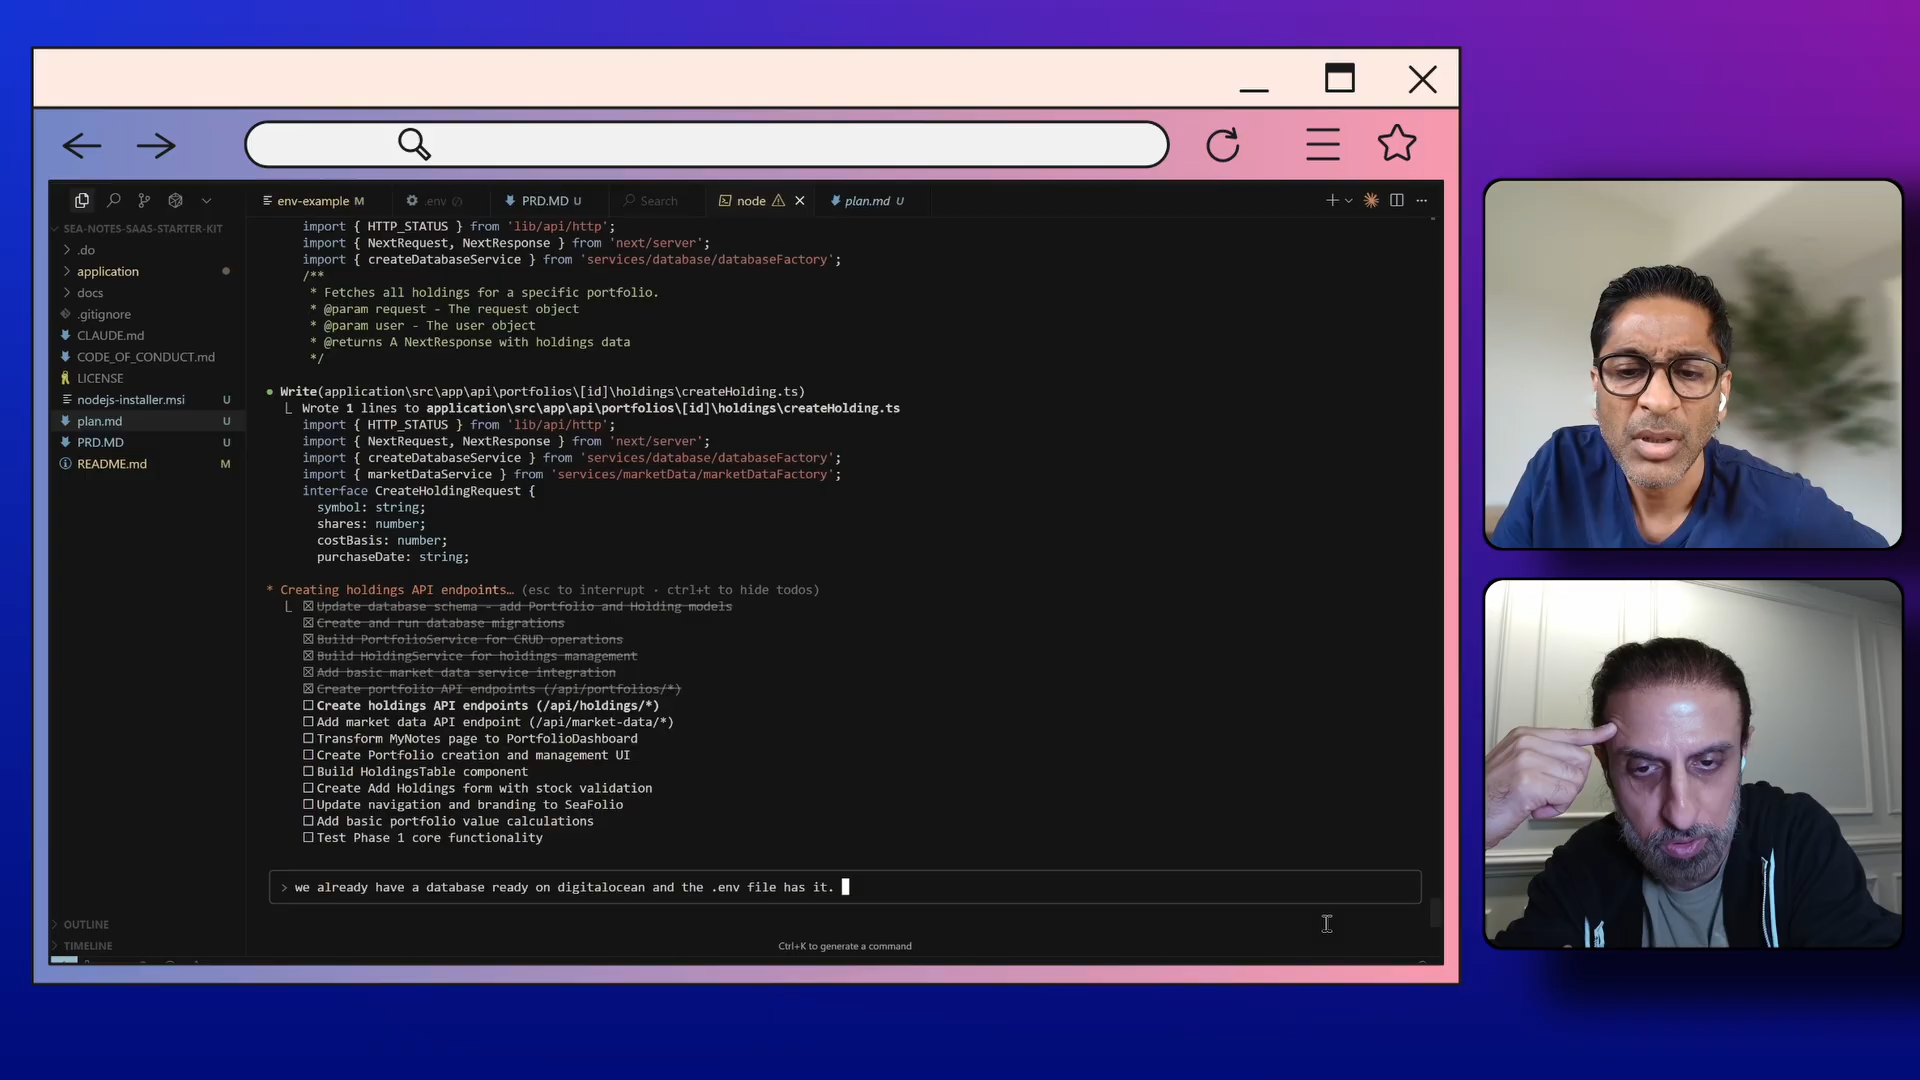 env-example M
.env
PRD.MD U
Search
node
plan.md U
SEA-NOTES-SAAS-STARTER-KIT
.do
application
docs
.gitignore
CLAUDE.md
CODE_OF_CONDUCT.md
LICENSE
nodejs-installer.msi U
plan.md U
PRD.MD U
README.md M
OUTLINE
TIMELINE
import { HTTP_STATUS } from 'lib/api/http';
import { NextRequest, NextResponse } from 'next/server';
import { createDatabaseService } from 'services/database/databaseFactory';
/**
* Fetches all holdings for a specific portfolio.
* @param request - The request object
* @param user - The user object
* @returns A NextResponse with holdings data
*/
● Write(application\src\app\api\portfolios\[id]\holdings\createHolding.ts)
Wrote 1 lines to application\src\app\api\portfolios\[id]\holdings\createHolding.ts
import { HTTP_STATUS } from 'lib/api/http';
import { NextRequest, NextResponse } from 'next/server';
import { createDatabaseService } from 'services/database/databaseFactory';
import { marketDataService } from 'services/marketData/marketDataFactory';
interface CreateHoldingRequest {
symbol: string;
shares: number;
costBasis: number;
purchaseDate: string;
* Creating holdings API endpoints… (esc to interrupt · ctrl+t to hide todos)
☒ Update database schema - add Portfolio and Holding models
☒ Create and run database migrations
☒ Build PortfolioService for CRUD operations
☒ Build HoldingService for holdings management
☒ Add basic market data service integration
☒ Create portfolio API endpoints (/api/portfolios/*)
☐ Create holdings API endpoints (/api/holdings/*)
☐ Add market data API endpoint (/api/market-data/*)
☐ Transform MyNotes page to PortfolioDashboard
☐ Create Portfolio creation and management UI
☐ Build HoldingsTable component
☐ Create Add Holdings form with stock validation
☐ Update navigation and branding to SeaFolio
☐ Add basic portfolio value calculations
☐ Test Phase 1 core functionality
> we already have a database ready on digitalocean and the .env file has it.
Ctrl+K to generate a command